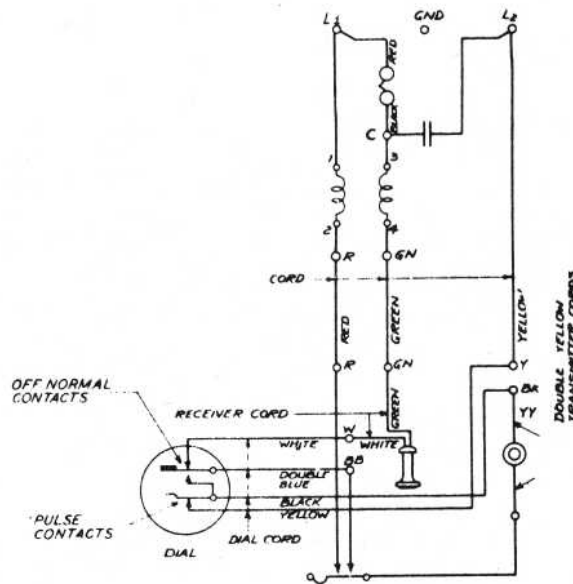 L1
GND
L2
RED
BLACK
C
1
3
2
4
R
GN
CORD
RED
GREEN
YELLOW
R
GN
Y
BK
DOUBLE YELLOW
TRANSMITTER CORDS
YY
OFF NORMAL
CONTACTS
RECEIVER CORD
GREEN
W
WHITE
WHITE
BB
DOUBLE
BLUE
BLACK
YELLOW
PULSE
CONTACTS
DIAL
DIAL CORD